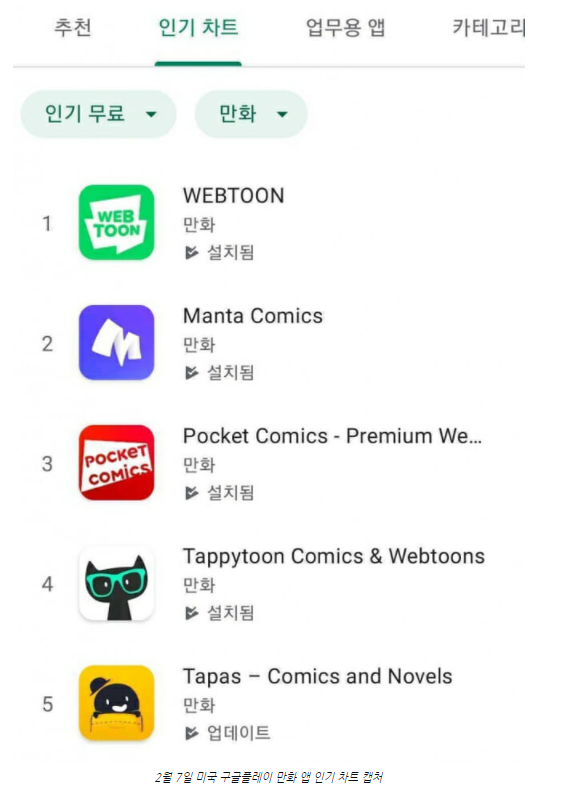 추천 인기 차트 업무용 앱 카테고리
인기 무료 만화
1
WEB
TOON
WEBTOON
만화
설치됨
2
Manta Comics
만화
설치됨
3
POCKET
COMICS
Pocket Comics - Premium We...
만화
설치됨
4
Tappytoon Comics & Webtoons
만화
설치됨
5
Tapas – Comics and Novels
만화
업데이트
2월 7일 미국 구글플레이 만화 앱 인기 차트 캡처